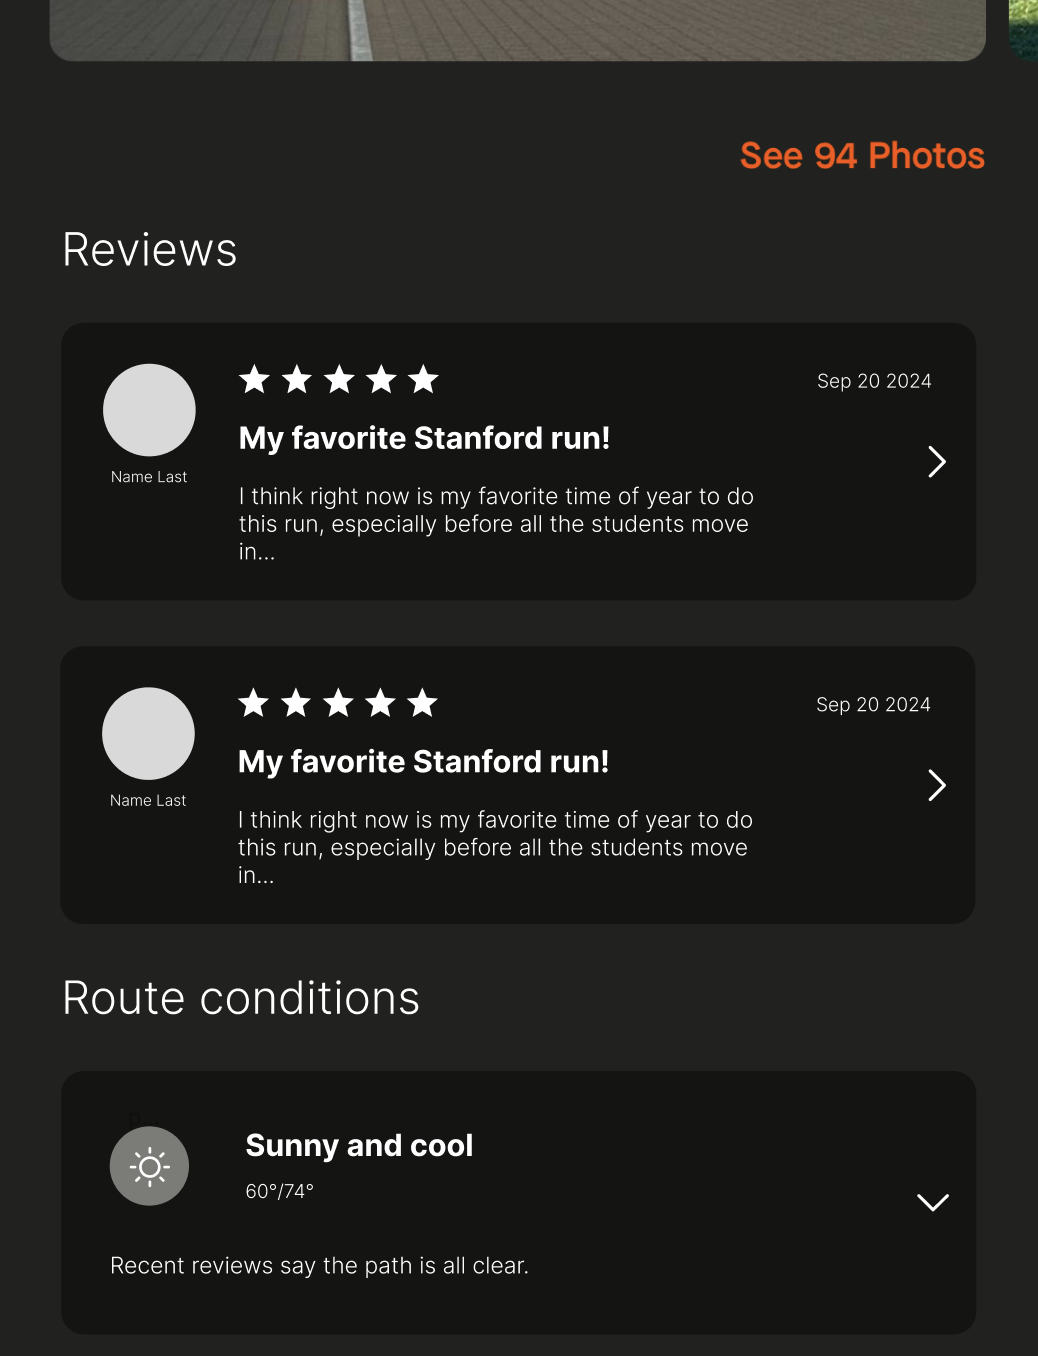 See 94 Photos
Reviews
Sep 20 2024
My favorite Stanford run!
Name Last
I think right now is my favorite time of year to do
this run, especially before all the students move
in...
Sep 20 2024
My favorite Stanford run!
Name Last
I think right now is my favorite time of year to do
this run, especially before all the students move
in...
Route conditions
Sunny and cool
60°/74°
Recent reviews say the path is all clear.